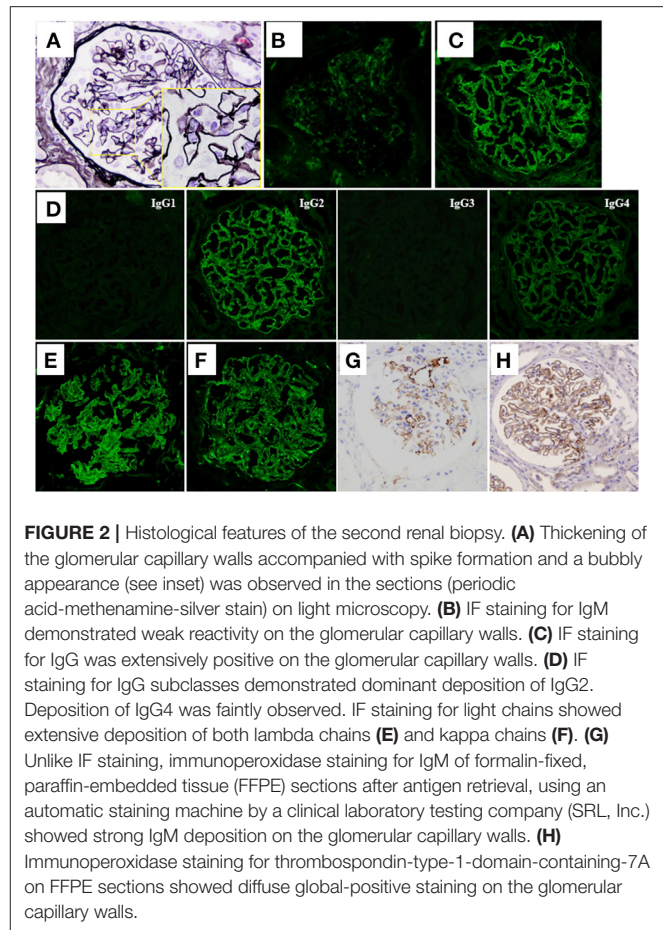 A
B
C
D
IgG1
IgG2
IgG3
IgG4
E
F
G
H
FIGURE 2 | Histological features of the second renal biopsy. (A) Thickening of
the glomerular capillary walls accompanied with spike formation and a bubbly
appearance (see inset) was observed in the sections (periodic
acid-methenamine-silver stain) on light microscopy. (B) IF staining for IgM
demonstrated weak reactivity on the glomerular capillary walls. (C) IF staining
for IgG was extensively positive on the glomerular capillary walls. (D) IF
staining for IgG subclasses demonstrated dominant deposition of IgG2.
Deposition of IgG4 was faintly observed. IF staining for light chains showed
extensive deposition of both lambda chains (E) and kappa chains (F). (G)
Unlike IF staining, immunoperoxidase staining for IgM of formalin-fixed,
paraffin-embedded tissue (FFPE) sections after antigen retrieval, using an
automatic staining machine by a clinical laboratory testing company (SRL, Inc.)
showed strong IgM deposition on the glomerular capillary walls. (H)
Immunoperoxidase staining for thrombospondin-type-1-domain-containing-7A
on FFPE sections showed diffuse global-positive staining on the glomerular
capillary walls.